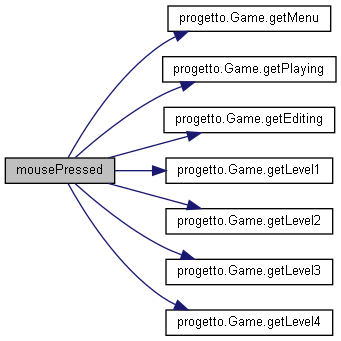 progetto.Game.getMenu
progetto.Game.getPlaying
progetto.Game.getEditing
mousePressed
progetto.Game.getLevel1
progetto.Game.getLevel2
progetto.Game.getLevel3
progetto.Game.getLevel4